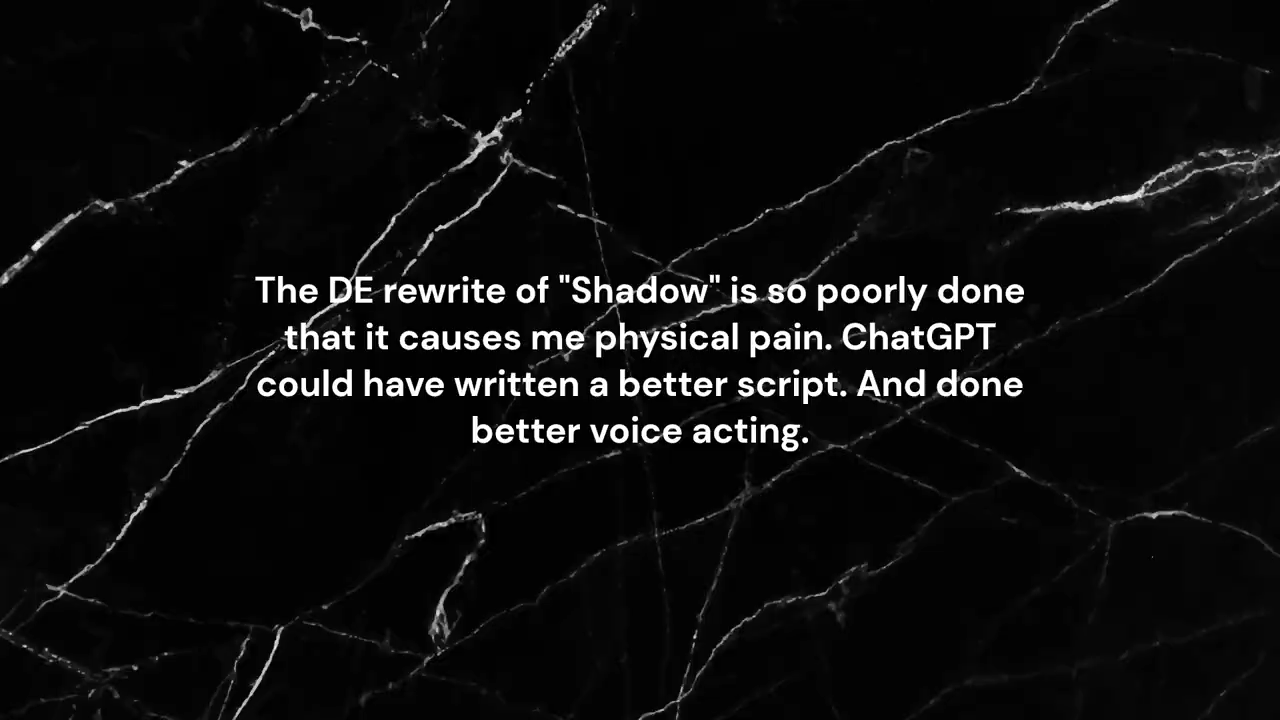 The DE rewrite of "Shadow" is so poorly done
that it causes me physical pain. ChatGPT
could have written a better script. And done
better voice acting.